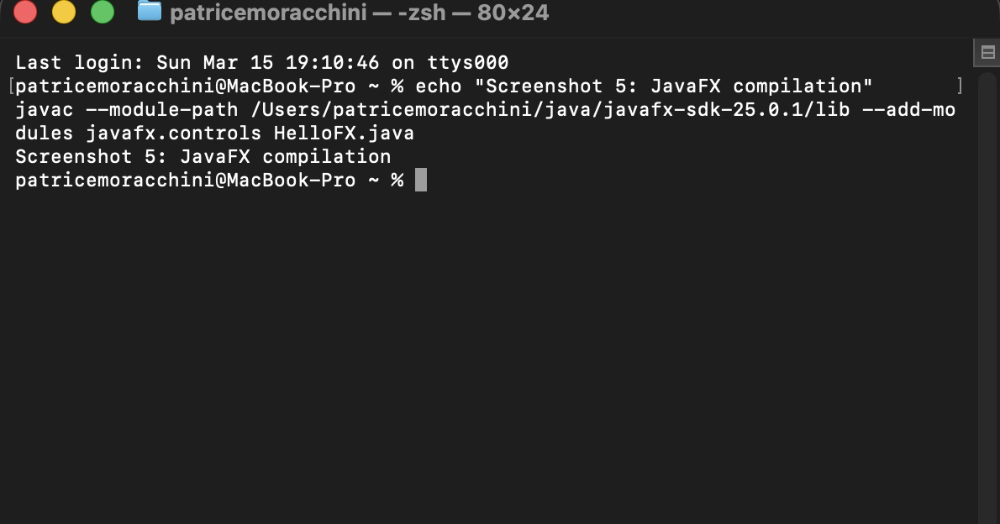 patricemoracchini — -zsh — 80×24
Last login: Sun Mar 15 19:10:46 on ttys000
[patricemoracchini@MacBook-Pro ~ % echo "Screenshot 5: JavaFX compilation" ]
javac --module-path /Users/patricemoracchini/java/javafx-sdk-25.0.1/lib --add-mo
dules javafx.controls HelloFX.java
Screenshot 5: JavaFX compilation
patricemoracchini@MacBook-Pro ~ %